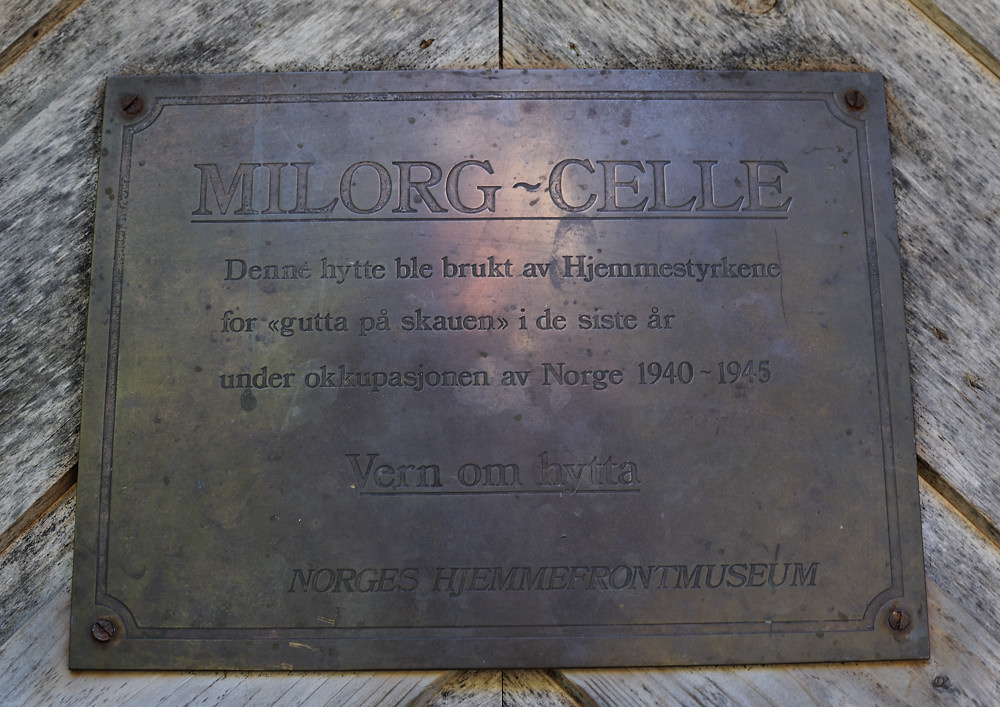 MILORG ~ CELLE
Denne hytte ble brukt av Hjemmestyrkene
for «gutta på skauen» i de siste år
under okkupasjonen av Norge 1940 ~ 1945
Vern om hytta
NORGES HJEMMEFRONTMUSEUM